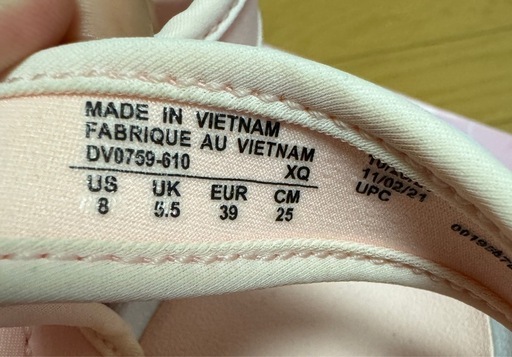 MADE IN VIETNAM
FABRIQUE AU VIETNAM
DV0759-610 XQ
US UK EUR CM
8 5.5 39 25
11/02/21
UPC